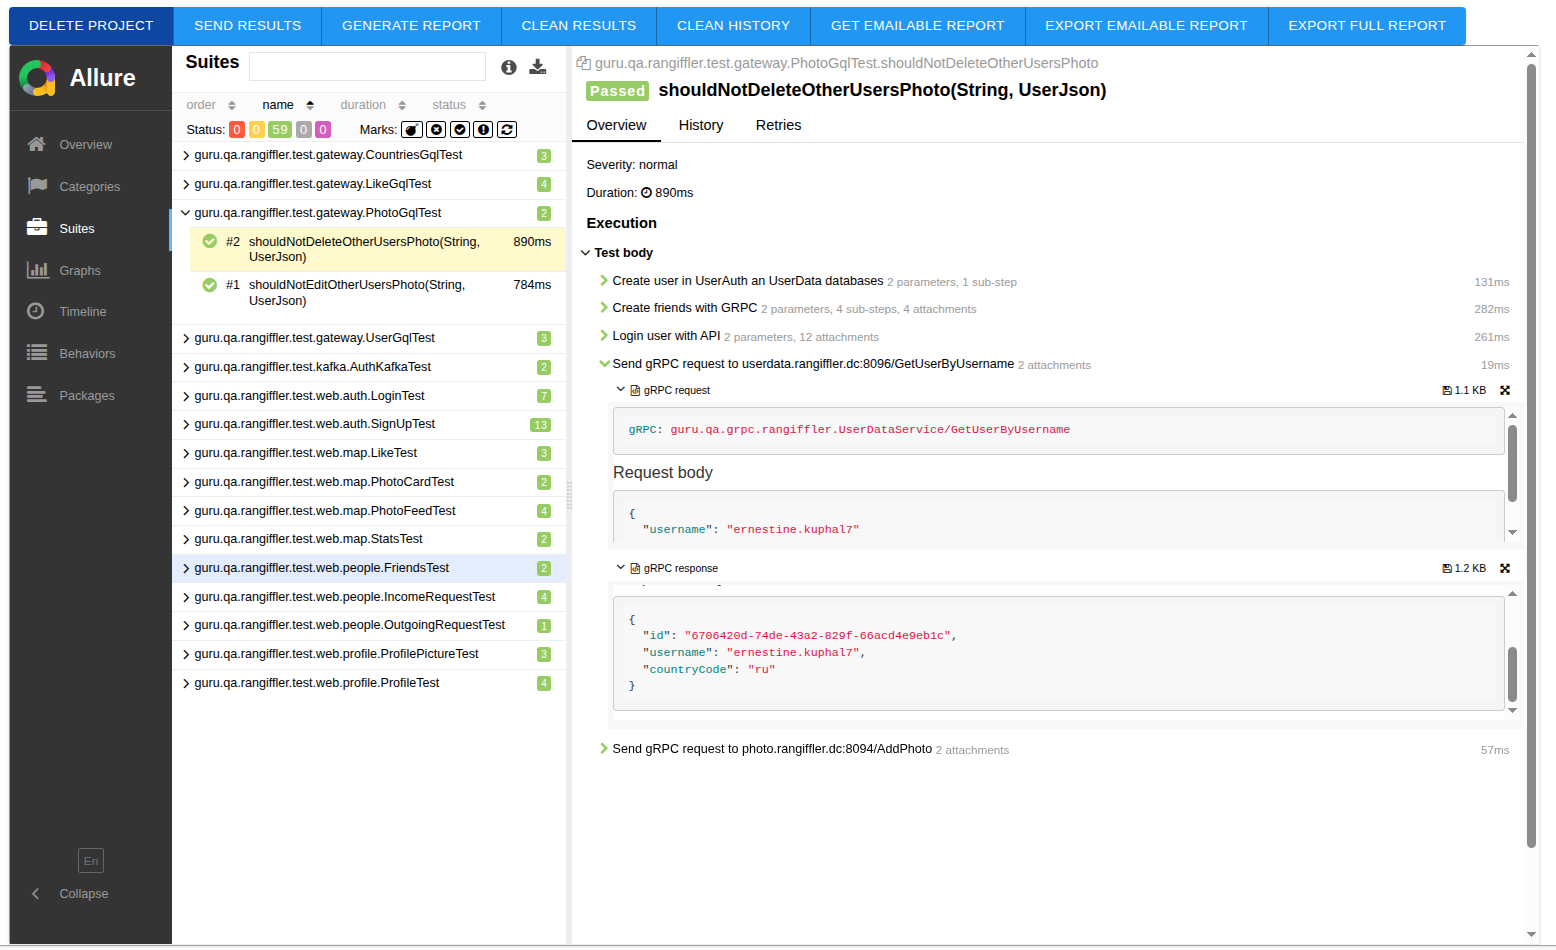 DELETE PROJECT SEND RESULTS GENERATE REPORT CLEAN RESULTS CLEAN HISTORY GET EMAILABLE REPORT EXPORT EMAILABLE REPORT EXPORT FULL REPORT
Allure
Overview
Categories
Suites
Graphs
Timeline
Behaviors
Packages
En
Collapse
Suites
order name duration status
Status: 0 0 59 0 0 Marks:
guru.qa.rangiffler.test.gateway.CountriesGqlTest 3
guru.qa.rangiffler.test.gateway.LikeGqlTest 4
guru.qa.rangiffler.test.gateway.PhotoGqlTest 2
#2 shouldNotDeleteOtherUsersPhoto(String, 890ms
UserJson)
#1 shouldNotEditOtherUsersPhoto(String, 784ms
UserJson)
guru.qa.rangiffler.test.gateway.UserGqlTest 3
guru.qa.rangiffler.test.kafka.AuthKafkaTest 2
guru.qa.rangiffler.test.web.auth.LoginTest 7
guru.qa.rangiffler.test.web.auth.SignUpTest 13
guru.qa.rangiffler.test.web.map.LikeTest 3
guru.qa.rangiffler.test.web.map.PhotoCardTest 2
guru.qa.rangiffler.test.web.map.PhotoFeedTest 4
guru.qa.rangiffler.test.web.map.StatsTest 2
guru.qa.rangiffler.test.web.people.FriendsTest 2
guru.qa.rangiffler.test.web.people.IncomeRequestTest 4
guru.qa.rangiffler.test.web.people.OutgoingRequestTest 1
guru.qa.rangiffler.test.web.profile.ProfilePictureTest 3
guru.qa.rangiffler.test.web.profile.ProfileTest 4
guru.qa.rangiffler.test.gateway.PhotoGqlTest.shouldNotDeleteOtherUsersPhoto
Passed shouldNotDeleteOtherUsersPhoto(String, UserJson)
Overview History Retries
Severity: normal
Duration: 890ms
Execution
Test body
Create user in UserAuth an UserData databases 2 parameters, 1 sub-step 131ms
Create friends with GRPC 2 parameters, 4 sub-steps, 4 attachments 282ms
Login user with API 2 parameters, 12 attachments 261ms
Send gRPC request to userdata.rangiffler.dc:8096/GetUserByUsername 2 attachments 19ms
gRPC request 1.1 KB
gRPC: guru.qa.grpc.rangiffler.UserDataService/GetUserByUsername
Request body
{
"username": "ernestine.kuphal7"
gRPC response 1.2 KB
{
"id": "6706420d-74de-43a2-829f-66acd4e9eb1c",
"username": "ernestine.kuphal7",
"countryCode": "ru"
}
Send gRPC request to photo.rangiffler.dc:8094/AddPhoto 2 attachments 57ms